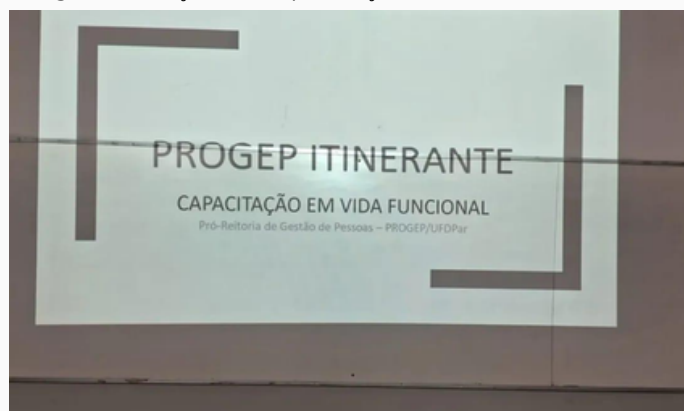 PROGEP ITINERANTE
CAPACITAÇÃO EM VIDA FUNCIONAL
Pró-Reitoria de Gestão de Pessoas – PROGEP/UFDPar